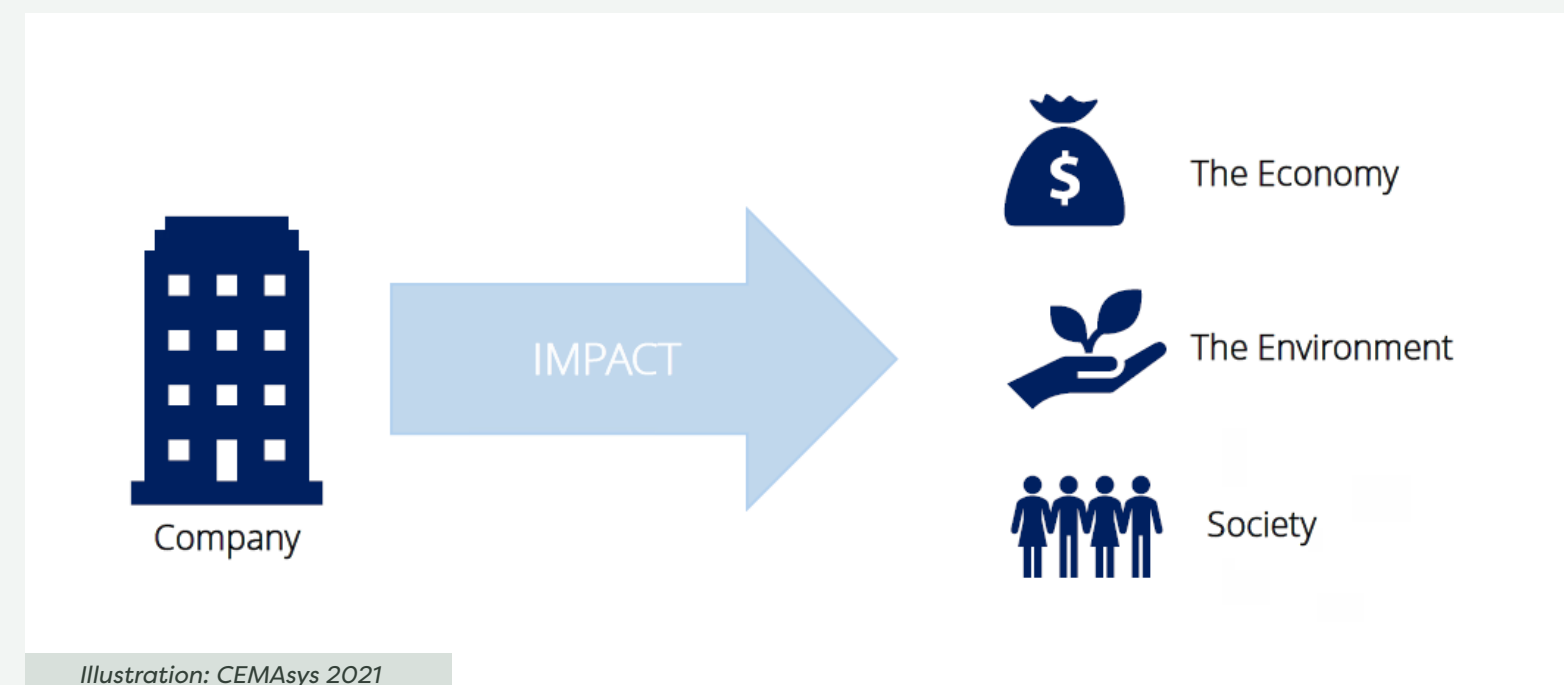 $
The Economy
IMPACT
The Environment
Company
Society
Illustration: CEMAsys 2021